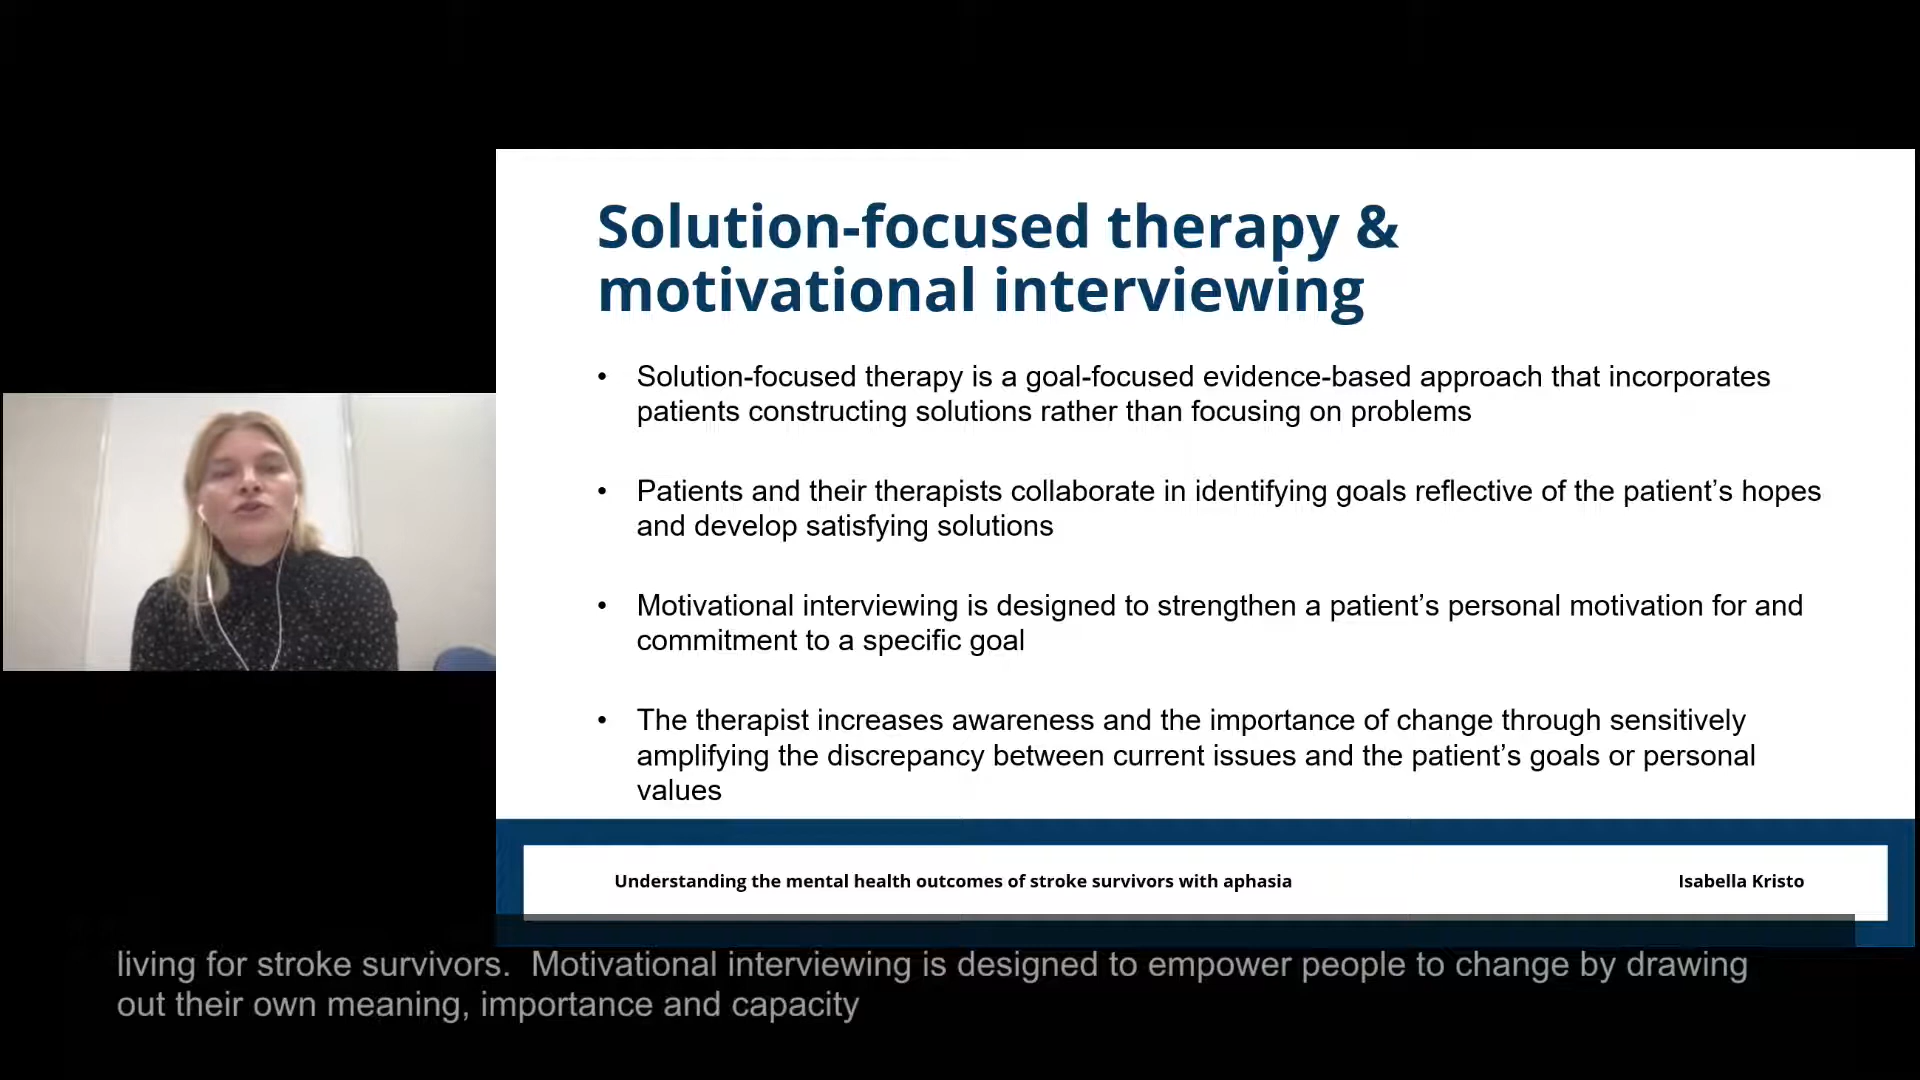 Solution-focused therapy &
motivational interviewing
• Solution-focused therapy is a goal-focused evidence-based approach that incorporates
patients constructing solutions rather than focusing on problems
• Patients and their therapists collaborate in identifying goals reflective of the patient’s hopes
and develop satisfying solutions
• Motivational interviewing is designed to strengthen a patient’s personal motivation for and
commitment to a specific goal
• The therapist increases awareness and the importance of change through sensitively
amplifying the discrepancy between current issues and the patient’s goals or personal
values
Understanding the mental health outcomes of stroke survivors with aphasia
Isabella Kristo
living for stroke survivors.  Motivational interviewing is designed to empower people to change by drawing
out their own meaning, importance and capacity